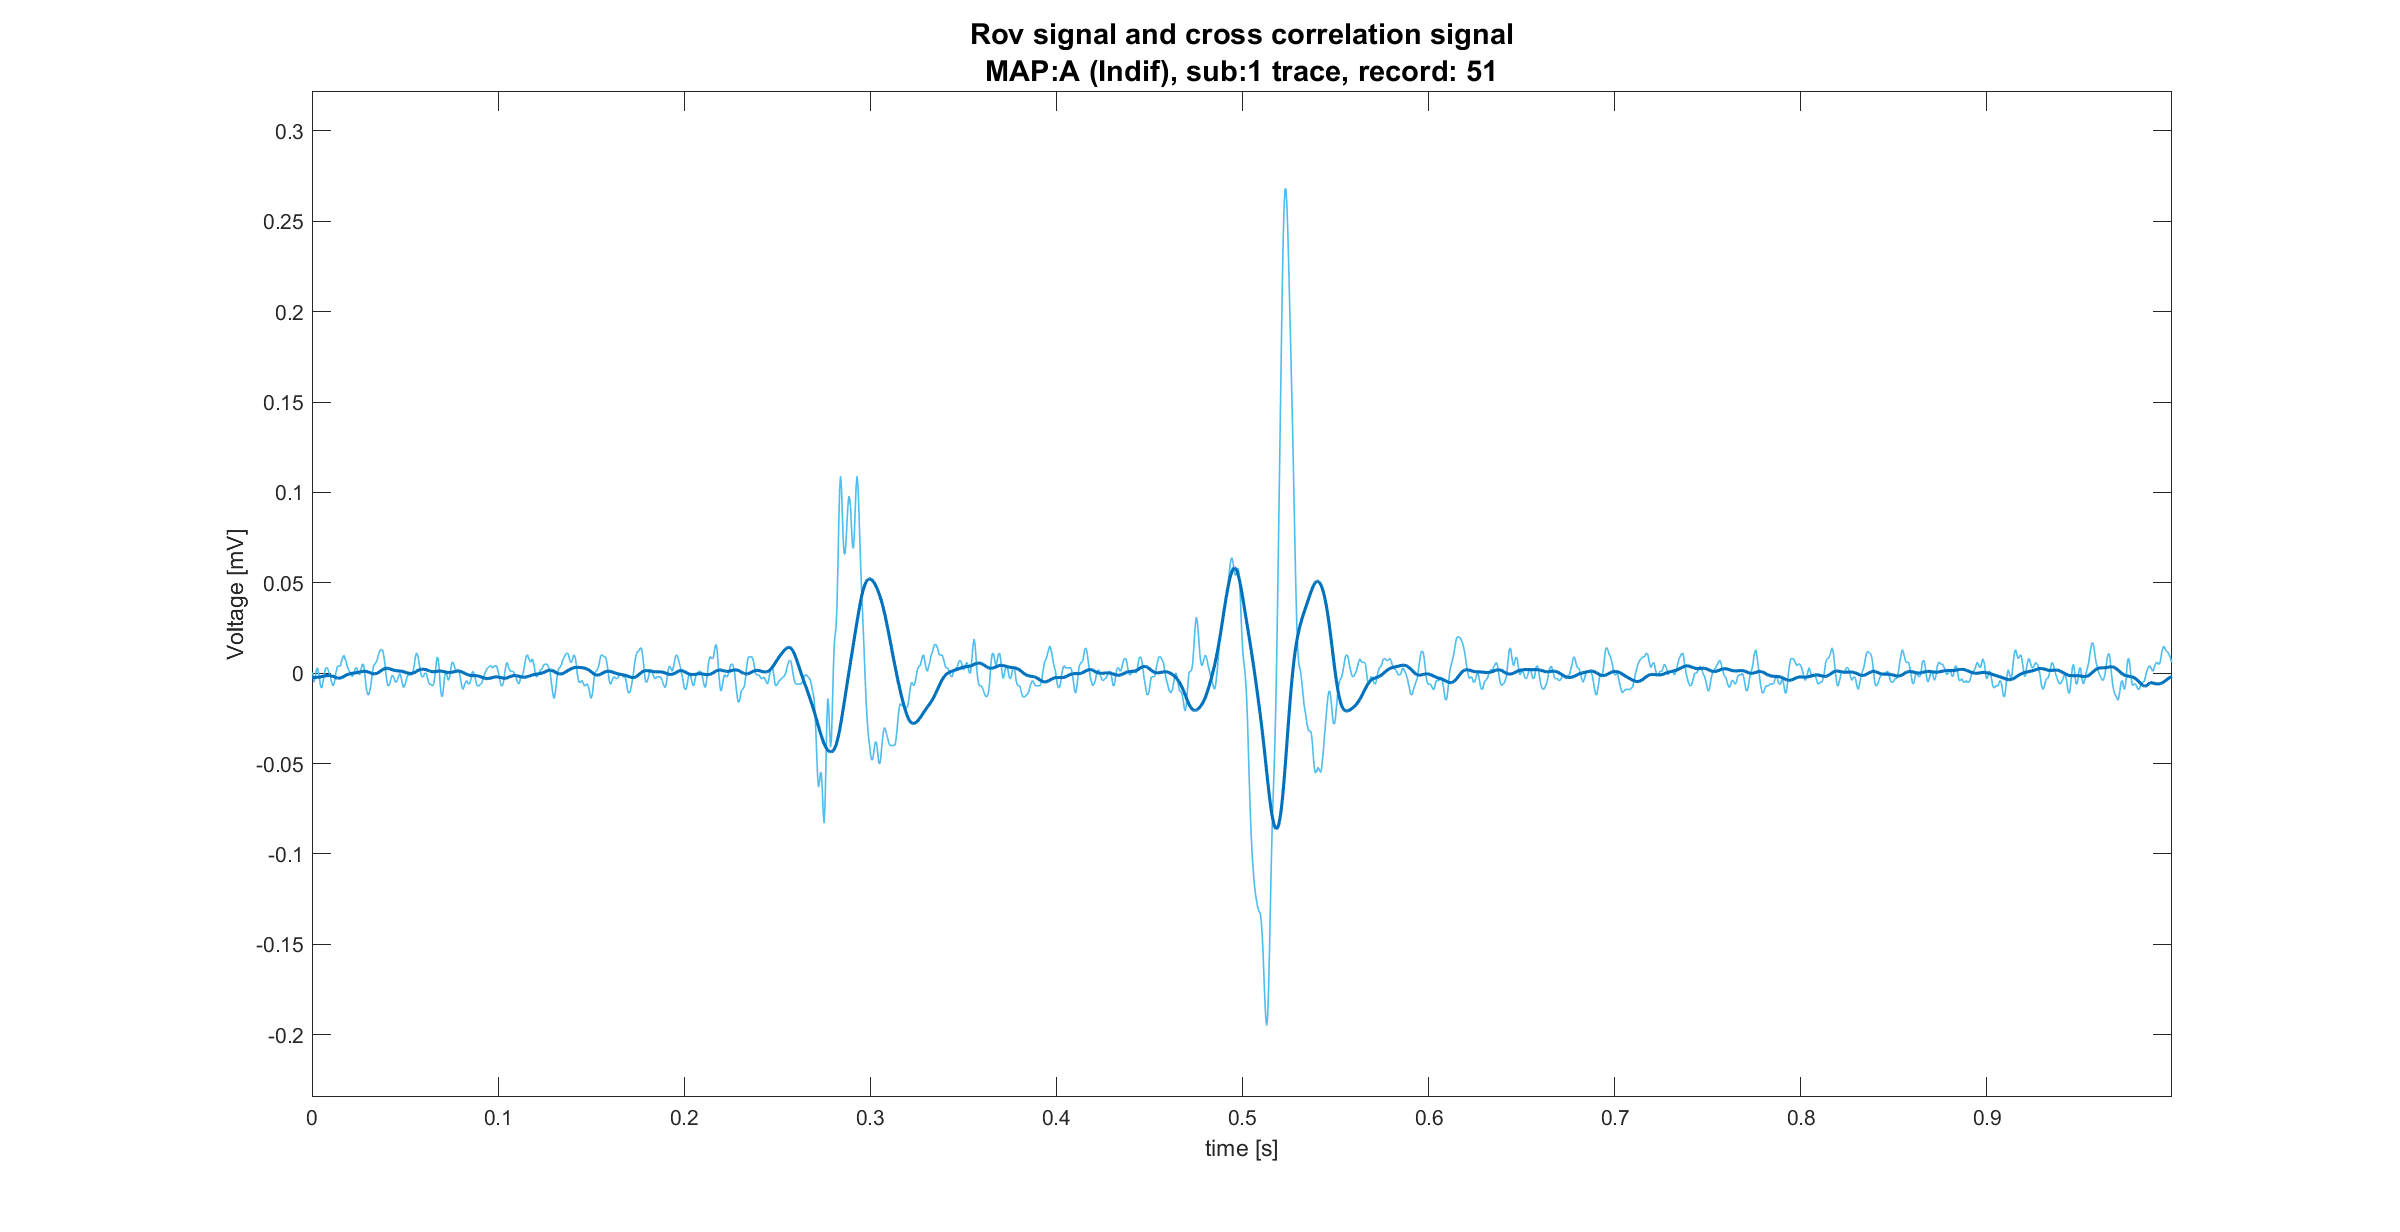 Rov signal and cross correlation signal
MAP:A (Indif), sub:1 trace, record: 51
0.3
0.25
0.2
0.15
0.1
0.05
0
-0.05
-0.1
-0.15
-0.2
Voltage [mV]
0 0.1 0.2 0.3 0.4 0.5 0.6 0.7 0.8 0.9
time [s]